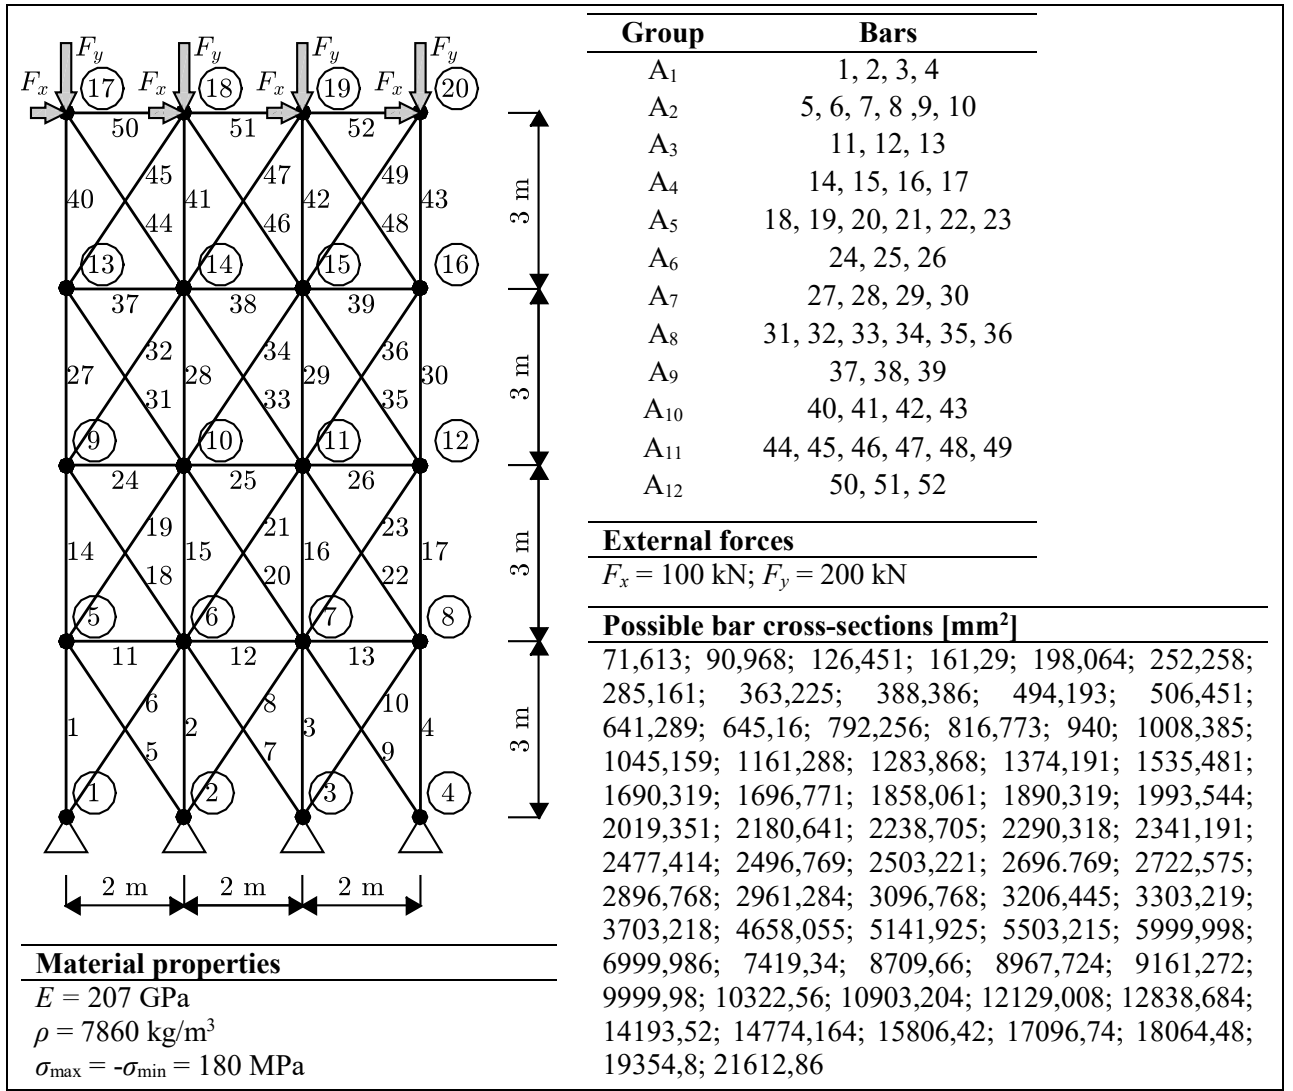 F_y F_y F_y F_y
F_x 17 F_x 18 F_x 19 F_x 20
50 51 52
45 47 49
40 41 42 43
44 46 48
3 m
13 14 15 16
37 38 39
32 34 36
27 28 29 30
31 33 35
3 m
9 10 11 12
24 25 26
19 21 23
14 15 16 17
18 20 22
3 m
5 6 7 8
11 12 13
6 8 10
1 2 3 4
5 7 9
3 m
1 2 3 4
2 m 2 m 2 m
Material properties
E = 207 GPa
ρ = 7860 kg/m³
σmax = -σmin = 180 MPa
Group Bars
A₁ 1, 2, 3, 4
A₂ 5, 6, 7, 8 ,9, 10
A₃ 11, 12, 13
A₄ 14, 15, 16, 17
A₅ 18, 19, 20, 21, 22, 23
A₆ 24, 25, 26
A₇ 27, 28, 29, 30
A₈ 31, 32, 33, 34, 35, 36
A₉ 37, 38, 39
A₁₀ 40, 41, 42, 43
A₁₁ 44, 45, 46, 47, 48, 49
A₁₂ 50, 51, 52
External forces
F_x = 100 kN; F_y = 200 kN
Possible bar cross-sections [mm²]
71,613; 90,968; 126,451; 161,29; 198,064; 252,258;
285,161; 363,225; 388,386; 494,193; 506,451;
641,289; 645,16; 792,256; 816,773; 940; 1008,385;
1045,159; 1161,288; 1283,868; 1374,191; 1535,481;
1690,319; 1696,771; 1858,061; 1890,319; 1993,544;
2019,351; 2180,641; 2238,705; 2290,318; 2341,191;
2477,414; 2496,769; 2503,221; 2696.769; 2722,575;
2896,768; 2961,284; 3096,768; 3206,445; 3303,219;
3703,218; 4658,055; 5141,925; 5503,215; 5999,998;
6999,986; 7419,34; 8709,66; 8967,724; 9161,272;
9999,98; 10322,56; 10903,204; 12129,008; 12838,684;
14193,52; 14774,164; 15806,42; 17096,74; 18064,48;
19354,8; 21612,86